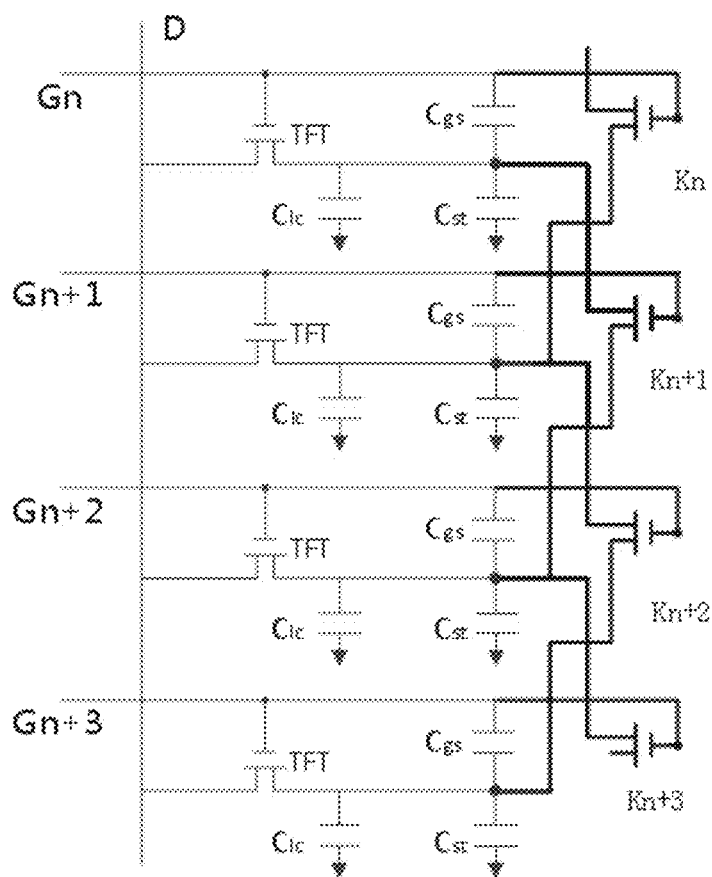 D
Gn
TFT
Cgs
Clc
Cst
Kn
Gn+1
TFT
Cgs
Clc
Cst
Kn+1
Gn+2
TFT
Cgs
Clc
Cst
Kn+2
Gn+3
TFT
Cgs
Clc
Cst
Kn+3